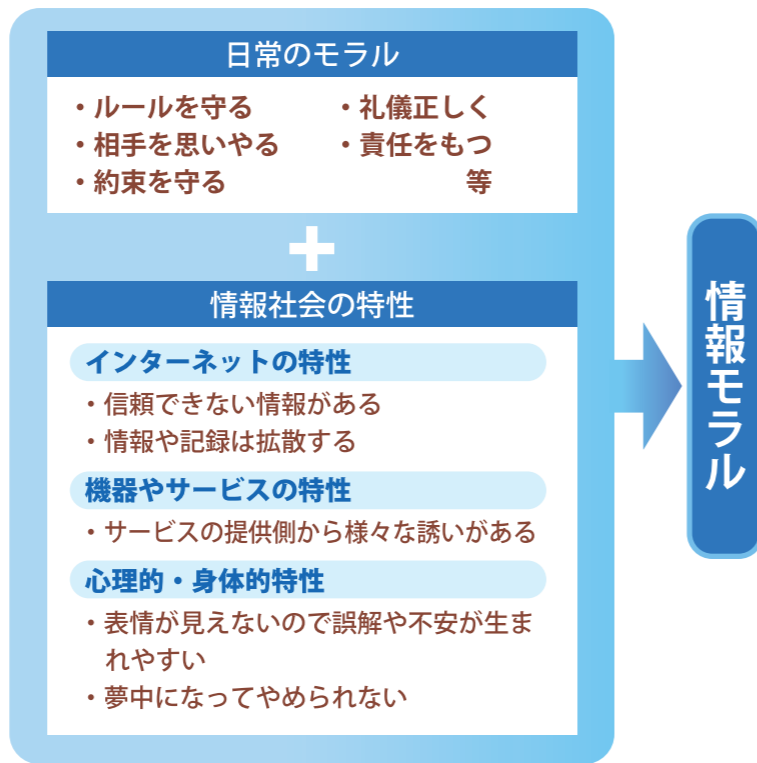 日常のモラル
・ルールを守る
・相手を思いやる
・約束を守る
・礼儀正しく
・責任をもつ
等
+
情報社会の特性
インターネットの特性
・信頼できない情報がある
・情報や記録は拡散する
機器やサービスの特性
・サービスの提供側から様々な誘いがある
心理的・身体的特性
・表情が見えないので誤解や不安が生ま
れやすい
・夢中になってやめられない
情報モラル